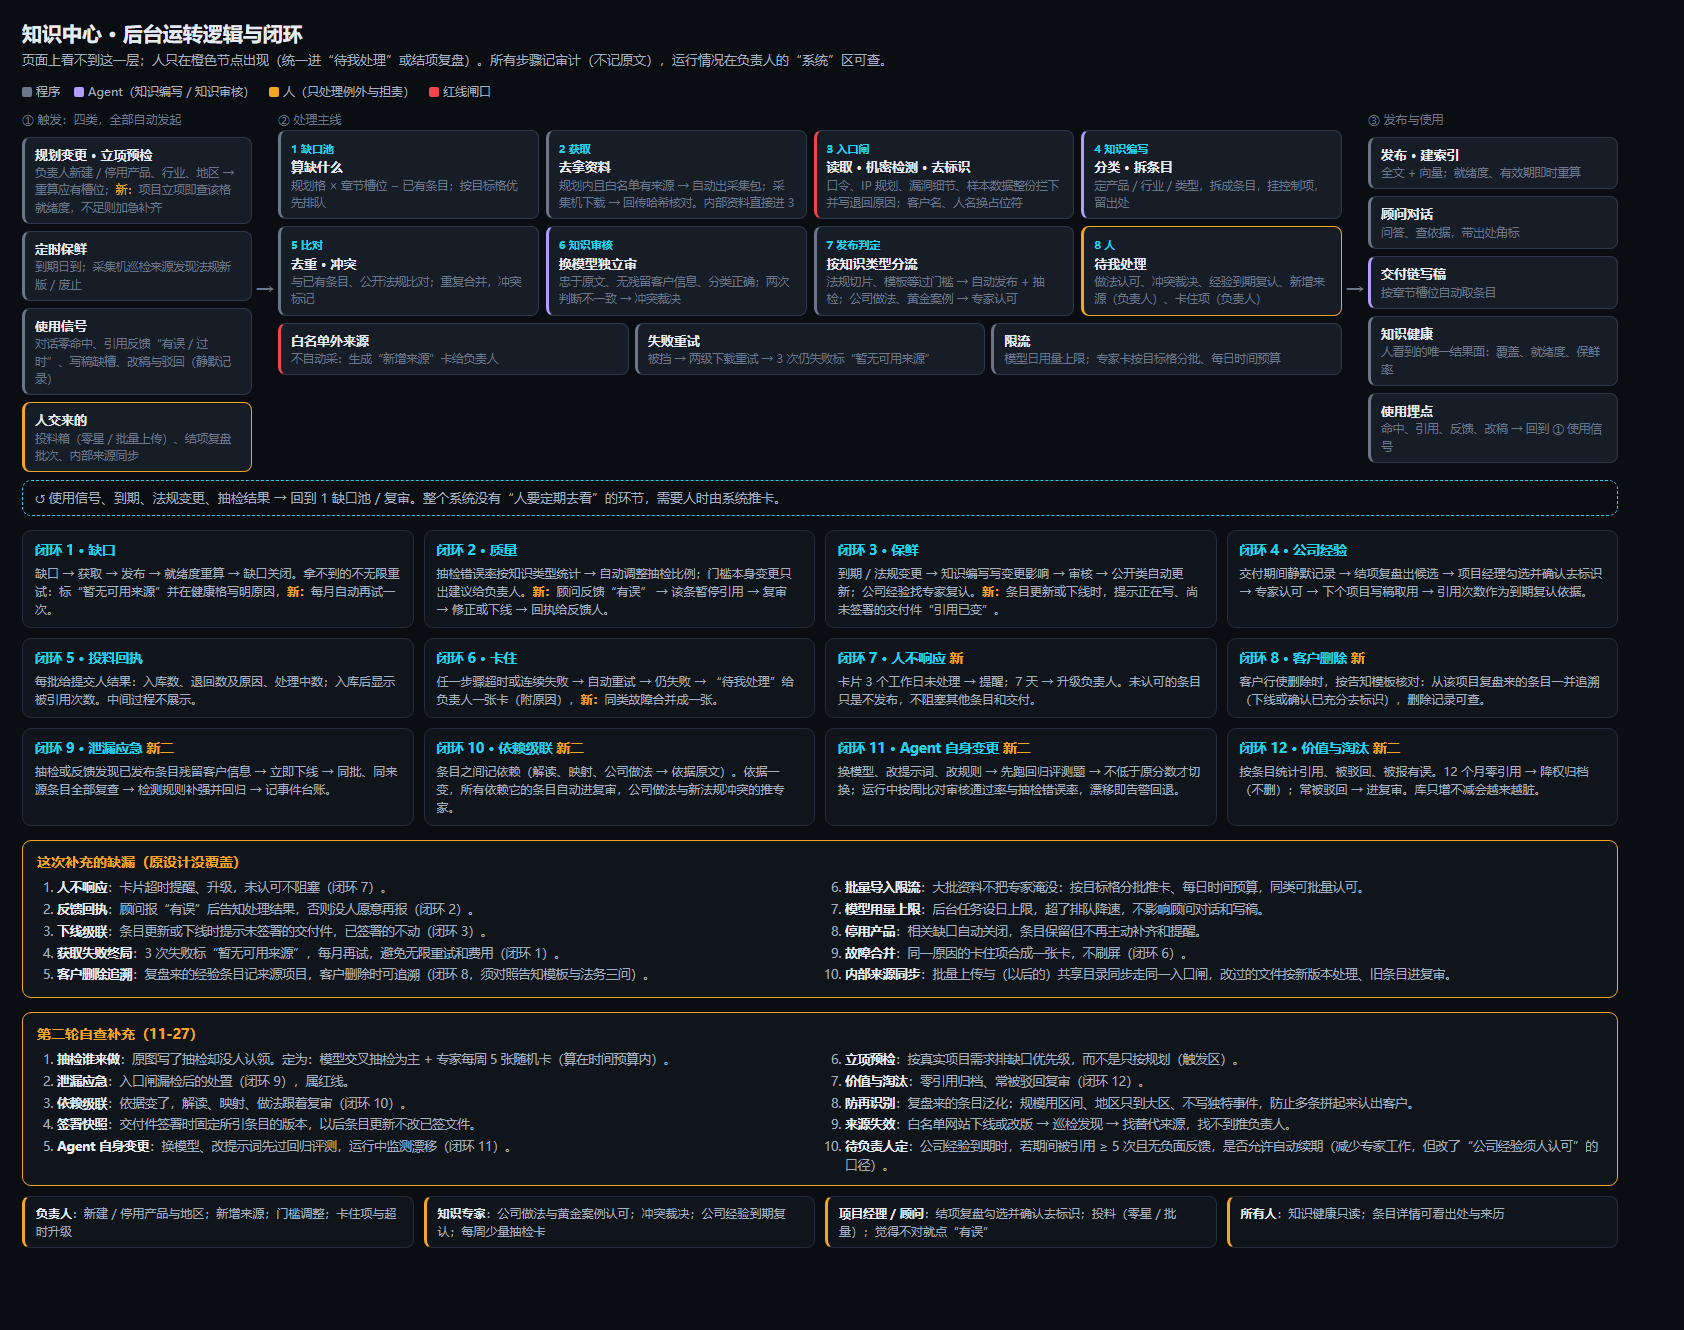 知识中心 • 后台运转逻辑与闭环
页面上看不到这一层；人只在橙色节点出现（统一进“待我处理”或结项复盘）。所有步骤记审计（不记原文），运行情况在负责人的“系统”区可查。
程序
Agent（知识编写 / 知识审核）
人（只处理例外与担责）
红线闸口
① 触发：四类，全部自动发起
规划变更 • 立项预检
负责人新建 / 停用产品、行业、地区 →
重算应有槽位；新：项目立项即查该格
就绪度，不足则加急补齐
定时保鲜
到期日到；采集机巡检来源发现法规新
版 / 废止
使用信号
对话零命中、引用反馈“有误 / 过
时”、写稿缺槽、改稿与驳回（静默记
录）
人交来的
投料箱（零星 / 批量上传）、结项复盘
批次、内部来源同步
→
② 处理主线
1 缺口池
算缺什么
规划格 × 章节槽位 − 已有条目；按目标格优
先排队
2 获取
去拿资料
规划内且白名单有来源 → 自动出采集包；采
集机下载 → 回传哈希核对。内部资料直接进 3
3 入口闸
读取 • 机密检测 • 去标识
口令、IP 规划、漏洞细节、样本数据整份拦下
并写退回原因；客户名、人名换占位符
4 知识编写
分类 • 拆条目
定产品 / 行业 / 类型，拆成条目，挂控制项，
留出处
5 比对
去重 • 冲突
与已有条目、公开法规比对；重复合并，冲突
标记
6 知识审核
换模型独立审
忠于原文、无残留客户信息、分类正确；两次
判断不一致 → 冲突裁决
7 发布判定
按知识类型分流
法规切片、模板等过门槛 → 自动发布 + 抽
检；公司做法、黄金案例 → 专家认可
8 人
待我处理
做法认可、冲突裁决、经验到期复认、新增来
源（负责人）、卡住项（负责人）
白名单外来源
不自动采：生成“新增来源”卡给负责人
失败重试
被挡 → 两级下载重试 → 3 次仍失败标“暂无可用来源”
限流
模型日用量上限；专家卡按目标格分批、每日时间预算
→
③ 发布与使用
发布 • 建索引
全文 + 向量；就绪度、有效期即时重算
顾问对话
问答、查依据，带出处角标
交付链写稿
按章节槽位自动取条目
知识健康
人看到的唯一结果面：覆盖、就绪度、保鲜
率
使用埋点
命中、引用、反馈、改稿 → 回到 ① 使用信
号
↺ 使用信号、到期、法规变更、抽检结果 → 回到 1 缺口池 / 复审。整个系统没有“人要定期去看”的环节，需要人时由系统推卡。
闭环 1 • 缺口
缺口 → 获取 → 发布 → 就绪度重算 → 缺口关闭。拿不到的不无限重
试：标“暂无可用来源”并在健康格写明原因，新：每月自动再试一
次。
闭环 2 • 质量
抽检错误率按知识类型统计 → 自动调整抽检比例；门槛本身变更只
出建议给负责人。新：顾问反馈“有误” → 该条暂停引用 → 复审
→ 修正或下线 → 回执给反馈人。
闭环 3 • 保鲜
到期 / 法规变更 → 知识编写写变更影响 → 审核 → 公开类自动更
新；公司经验找专家复认。新：条目更新或下线时，提示正在写、尚
未签署的交付件“引用已变”。
闭环 4 • 公司经验
交付期间静默记录 → 结项复盘出候选 → 项目经理勾选并确认去标识
→ 专家认可 → 下个项目写稿取用 → 引用次数作为到期复认依据。
闭环 5 • 投料回执
每批给提交人结果：入库数、退回数及原因、处理中数；入库后显示
被引用次数。中间过程不展示。
闭环 6 • 卡住
任一步骤超时或连续失败 → 自动重试 → 仍失败 → “待我处理”给
负责人一张卡（附原因），新：同类故障合并成一张。
闭环 7 • 人不响应 新
卡片 3 个工作日未处理 → 提醒；7 天 → 升级负责人。未认可的条目
只是不发布，不阻塞其他条目和交付。
闭环 8 • 客户删除 新
客户行使删除时，按告知模板核对：从该项目复盘来的条目一并追溯
（下线或确认已充分去标识），删除记录可查。
闭环 9 • 泄漏应急 新二
抽检或反馈发现已发布条目残留客户信息 → 立即下线 → 同批、同来
源条目全部复查 → 检测规则补强并回归 → 记事件台账。
闭环 10 • 依赖级联 新二
条目之间记依赖（解读、映射、公司做法 → 依据原文）。依据一
变，所有依赖它的条目自动进复审，公司做法与新法规冲突的推专
家。
闭环 11 • Agent 自身变更 新二
换模型、改提示词、改规则 → 先跑回归评测题 → 不低于原分数才切
换；运行中按周比对审核通过率与抽检错误率，漂移即告警回退。
闭环 12 • 价值与淘汰 新二
按条目统计引用、被驳回、被报有误。12 个月零引用 → 降权归档
（不删）；常被驳回 → 进复审。库只增不减会越来越脏。
这次补充的缺漏（原设计没覆盖）
1. 人不响应：卡片超时提醒、升级，未认可不阻塞（闭环 7）。
2. 反馈回执：顾问报“有误”后告知处理结果，否则没人愿意再报（闭环 2）。
3. 下线级联：条目更新或下线时提示未签署的交付件，已签署的不动（闭环 3）。
4. 获取失败终局：3 次失败标“暂无可用来源”，每月再试，避免无限重试和费用（闭环 1）。
5. 客户删除追溯：复盘来的经验条目记来源项目，客户删除时可追溯（闭环 8，须对照告知模板与法务三问）。
6. 批量导入限流：大批资料不把专家淹没：按目标格分批推卡、每日时间预算，同类可批量认可。
7. 模型用量上限：后台任务设日上限，超了排队降速，不影响顾问对话和写稿。
8. 停用产品：相关缺口自动关闭，条目保留但不再主动补齐和提醒。
9. 故障合并：同一原因的卡住项合成一张卡，不刷屏（闭环 6）。
10. 内部来源同步：批量上传与（以后的）共享目录同步走同一入口闸，改过的文件按新版本处理、旧条目进复审。
第二轮自查补充（11-27）
1. 抽检谁来做：原图写了抽检却没人认领。定为：模型交叉抽检为主 + 专家每周 5 张随机卡（算在时间预算内）。
2. 泄漏应急：入口闸漏检后的处置（闭环 9），属红线。
3. 依赖级联：依据变了，解读、映射、做法跟着复审（闭环 10）。
4. 签署快照：交付件签署时固定所引条目的版本，以后条目更新不改已签文件。
5. Agent 自身变更：换模型、改提示词先过回归评测，运行中监测漂移（闭环 11）。
6. 立项预检：按真实项目需求排缺口优先级，而不是只按规划（触发区）。
7. 价值与淘汰：零引用归档、常被驳回复审（闭环 12）。
8. 防再识别：复盘来的条目泛化：规模用区间、地区只到大区、不写独特事件，防止多条拼起来认出客户。
9. 来源失效：白名单网站下线或改版 → 巡检发现 → 找替代来源，找不到推负责人。
10. 待负责人定：公司经验到期时，若期间被引用 ≥ 5 次且无负面反馈，是否允许自动续期（减少专家工作，但改了“公司经验须人认可”的
口径）。
负责人：新建 / 停用产品与地区；新增来源；门槛调整；卡住项与超
时升级
知识专家：公司做法与黄金案例认可；冲突裁决；公司经验到期复
认；每周少量抽检卡
项目经理 / 顾问：结项复盘勾选并确认去标识；投料（零星 / 批
量）；觉得不对就点“有误”
所有人：知识健康只读；条目详情可看出处与来历